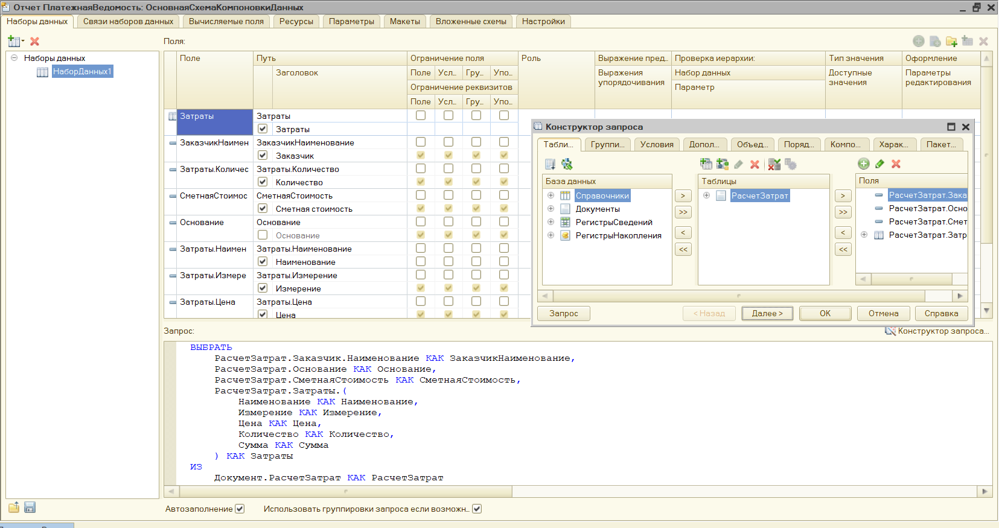 Отчет ПлатежнаяВедомость: ОсновнаяСхемаКомпоновкиДанных
Наборы данных
Связи наборов данных
Вычисляемые поля
Ресурсы
Параметры
Макеты
Вложенные схемы
Настройки
Поля:
Наборы данных
НаборДанных1
Поле
Путь
Ограничение поля
Роль
Выражение пред...
Проверка иерархии:
Тип значения
Оформление
Заголовок
Поле
Усл...
Гру...
Упо...
Выражения упорядочивания
Набор данных
Доступные значения
Параметры редактирования
Ограничение реквизитов
Параметр
Поле
Усл...
Гру...
Упо...
Затраты
Затраты
Затраты
ЗаказчикНаимен
ЗаказчикНаименование
Заказчик
Затраты.Количес
Затраты.Количество
Количество
СметнаяСтоимос
СметнаяСтоимость
Сметная стоимость
Основание
Основание
Основание
Затраты.Наимен
Затраты.Наименование
Наименование
Затраты.Измере
Затраты.Измерение
Измерение
Затраты.Цена
Затраты.Цена
Цена
Конструктор запроса
Табли...
Группи...
Условия
Допол...
Объед...
Поряд...
Компо...
Харак...
Пакет...
База данных
Справочники
Документы
РегистрыСведений
РегистрыНакопления
>
>>
<
<<
Таблицы
РасчетЗатрат
>
>>
<
<<
Поля
РасчетЗатрат.Зака
РасчетЗатрат.Осно
РасчетЗатрат.Смет
РасчетЗатрат.Затр
Запрос
< Назад
Далее >
ОК
Отмена
Справка
Запрос:
Конструктор запроса...
ВЫБРАТЬ
РасчетЗатрат.Заказчик.Наименование КАК ЗаказчикНаименование,
РасчетЗатрат.Основание КАК Основание,
РасчетЗатрат.СметнаяСтоимость КАК СметнаяСтоимость,
РасчетЗатрат.Затраты.(
Наименование КАК Наименование,
Измерение КАК Измерение,
Цена КАК Цена,
Количество КАК Количество,
Сумма КАК Сумма
) КАК Затраты
ИЗ
Документ.РасчетЗатрат КАК РасчетЗатрат
Автозаполнение
Использовать группировки запроса если возможн...